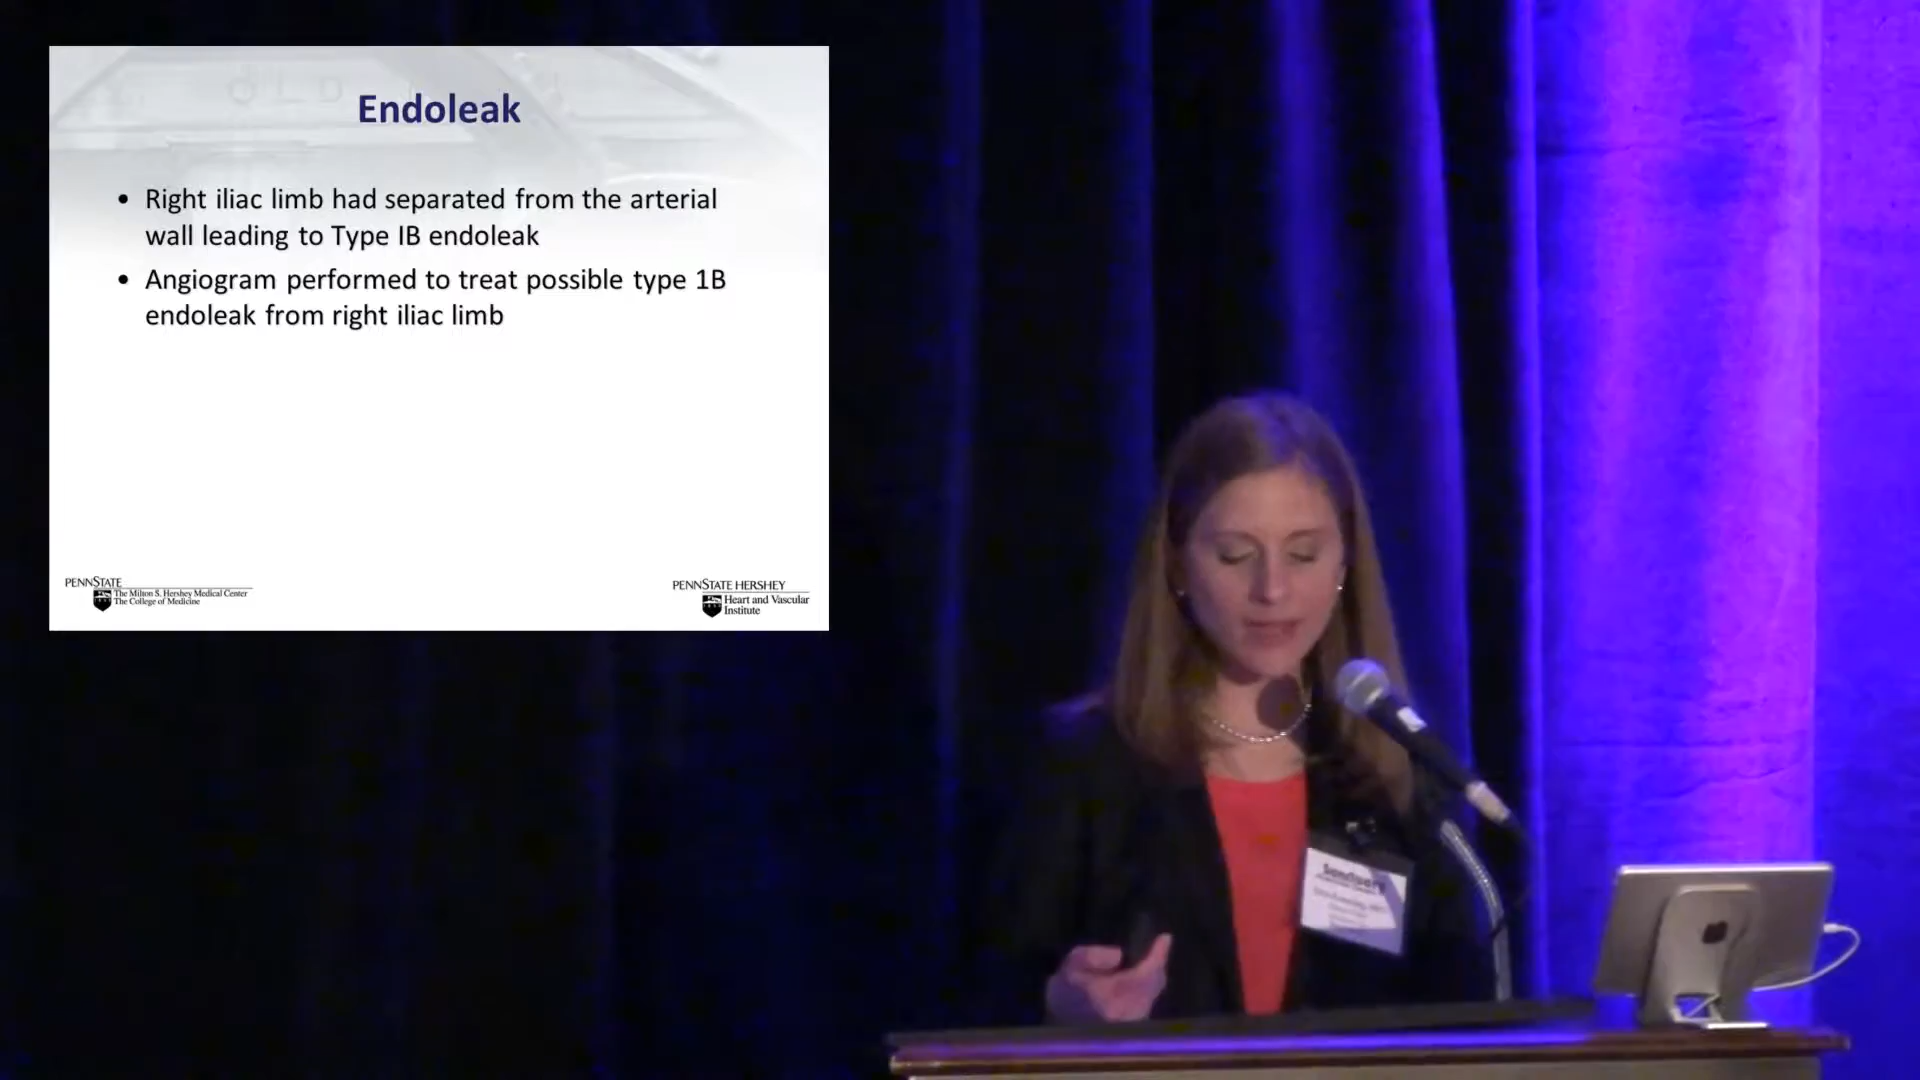 OLD
Endoleak
• Right iliac limb had separated from the arterial
wall leading to Type IB endoleak
• Angiogram performed to treat possible type 1B
endoleak from right iliac limb
PENNSTATE
The Milton S. Hershey Medical Center
The College of Medicine
PENNSTATE HERSHEY
Heart and Vascular
Institute
Sanctuary